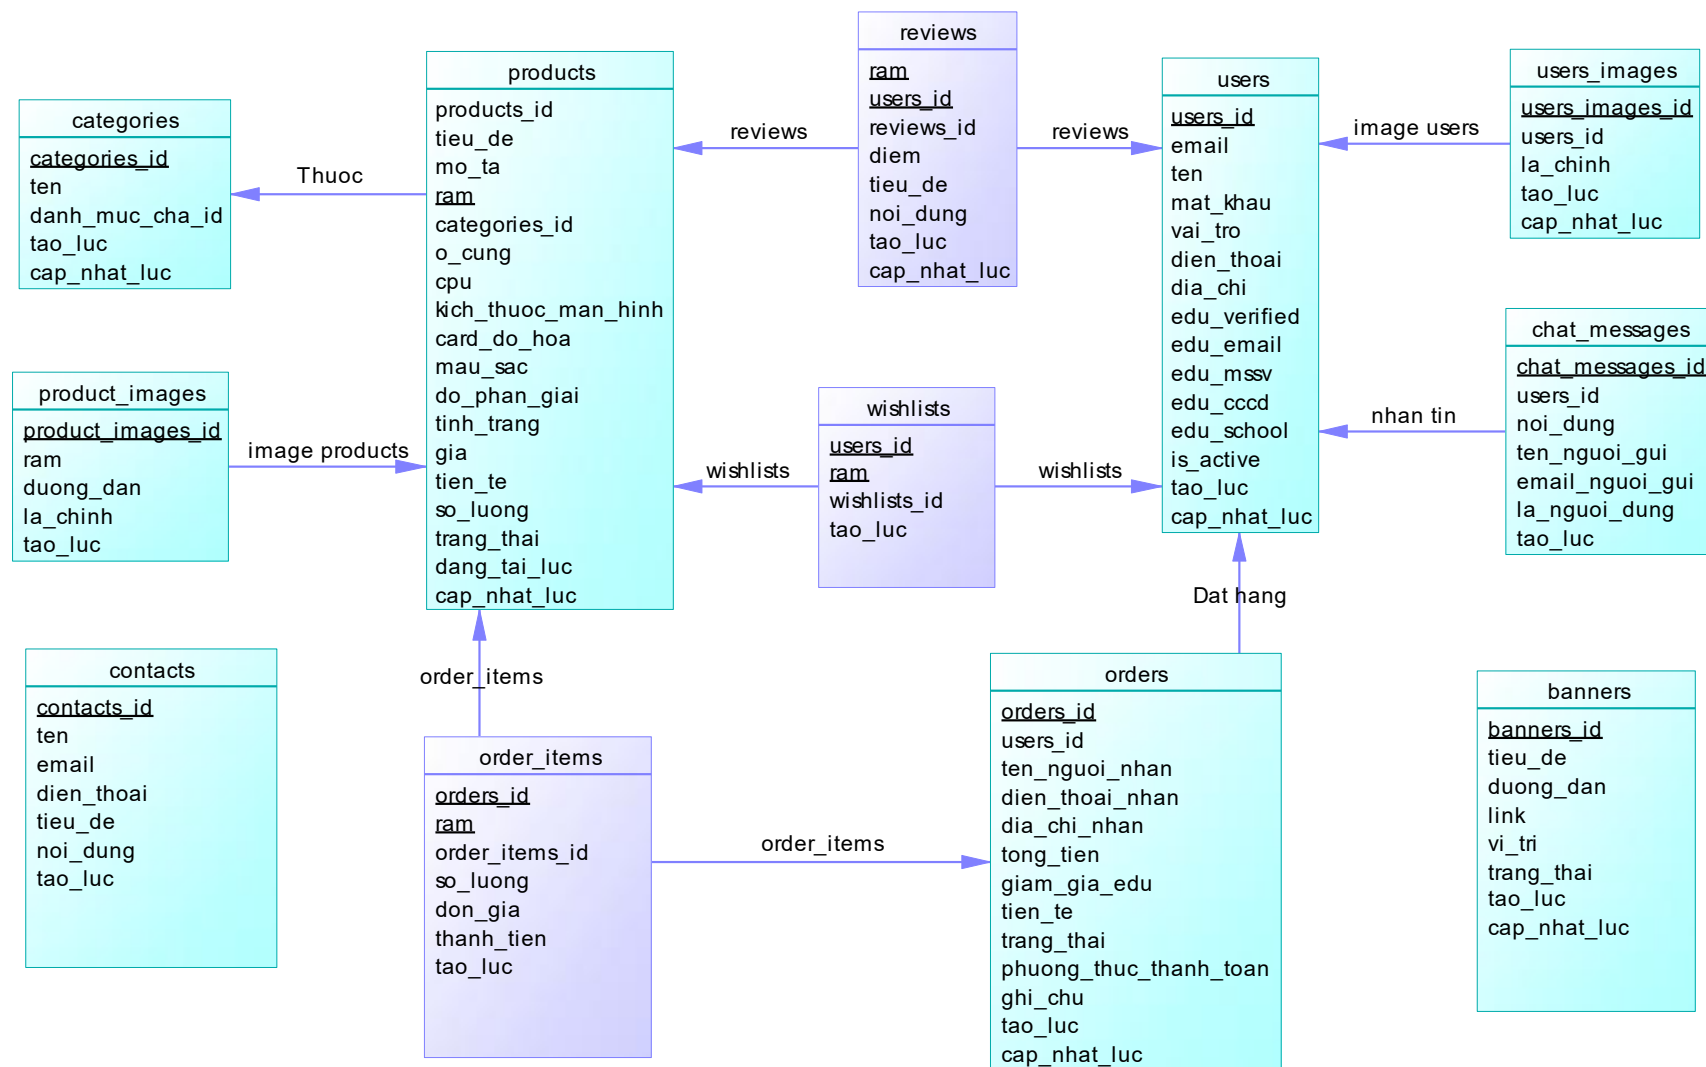 categories
categories_id
ten
danh_muc_cha_id
tao_luc
cap_nhat_luc
Thuoc
products
products_id
tieu_de
mo_ta
ram
categories_id
o_cung
cpu
kich_thuoc_man_hinh
card_do_hoa
mau_sac
do_phan_giai
tinh_trang
gia
tien_te
so_luong
trang_thai
dang_tai_luc
cap_nhat_luc
reviews
reviews
ram
users_id
reviews_id
diem
tieu_de
noi_dung
tao_luc
cap_nhat_luc
reviews
users
users_id
email
ten
mat_khau
vai_tro
dien_thoai
dia_chi
edu_verified
edu_email
edu_mssv
edu_cccd
edu_school
is_active
tao_luc
cap_nhat_luc
image users
users_images
users_images_id
users_id
la_chinh
tao_luc
cap_nhat_luc
product_images
product_images_id
ram
duong_dan
la_chinh
tao_luc
image products
wishlists
wishlists
users_id
ram
wishlists_id
tao_luc
wishlists
nhan tin
chat_messages
chat_messages_id
users_id
noi_dung
ten_nguoi_gui
email_nguoi_gui
la_nguoi_dung
tao_luc
Dat hang
contacts
contacts_id
ten
email
dien_thoai
tieu_de
noi_dung
tao_luc
order_items
order_items
orders_id
ram
order_items_id
so_luong
don_gia
thanh_tien
tao_luc
order_items
orders
orders_id
users_id
ten_nguoi_nhan
dien_thoai_nhan
dia_chi_nhan
tong_tien
giam_gia_edu
tien_te
trang_thai
phuong_thuc_thanh_toan
ghi_chu
tao_luc
cap_nhat_luc
banners
banners_id
tieu_de
duong_dan
link
vi_tri
trang_thai
tao_luc
cap_nhat_luc